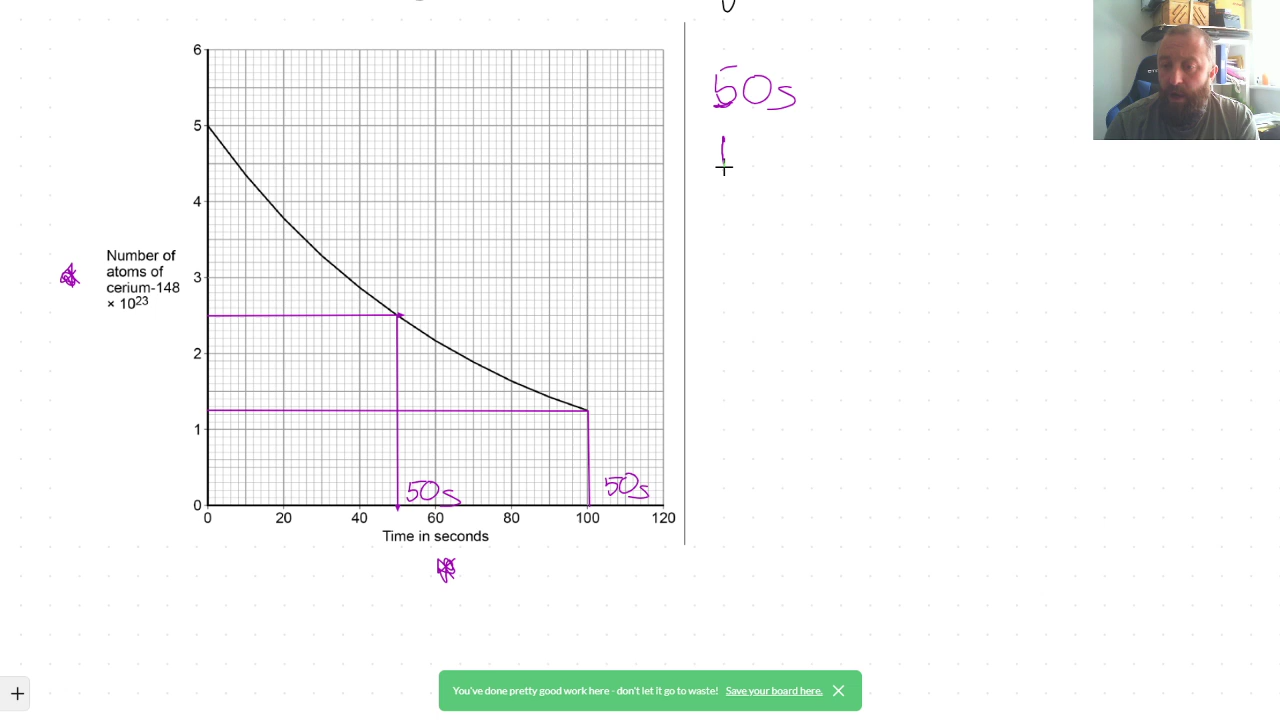 6
50s
5
4
Number of
atoms of
cerium-148
× 10²³
3
2
1
50s
50s
0
0 20 40 60 80 100 120
Time in seconds
+
You've done pretty good work here - don't let it go to waste! Save your board here.